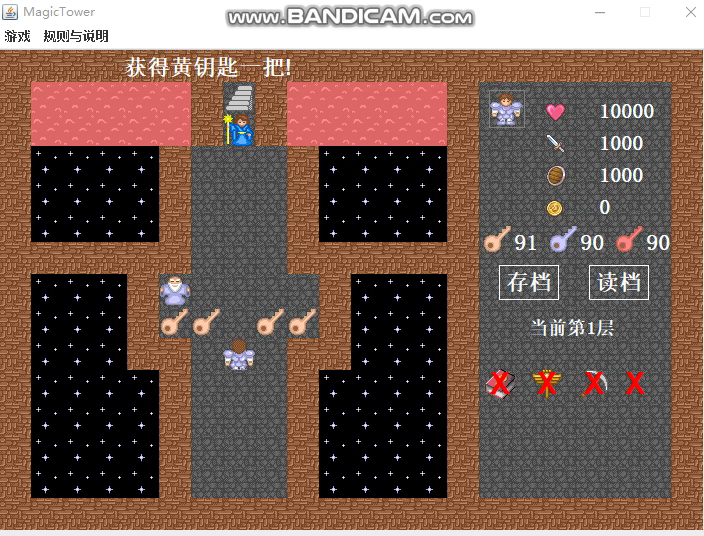 MagicTower
WWW.BANDICAM.COM
游戏 规则与说明
获得黄钥匙一把!
10000
1000
1000
0
91 90 90
存档 读档
当前第1层
X X X X